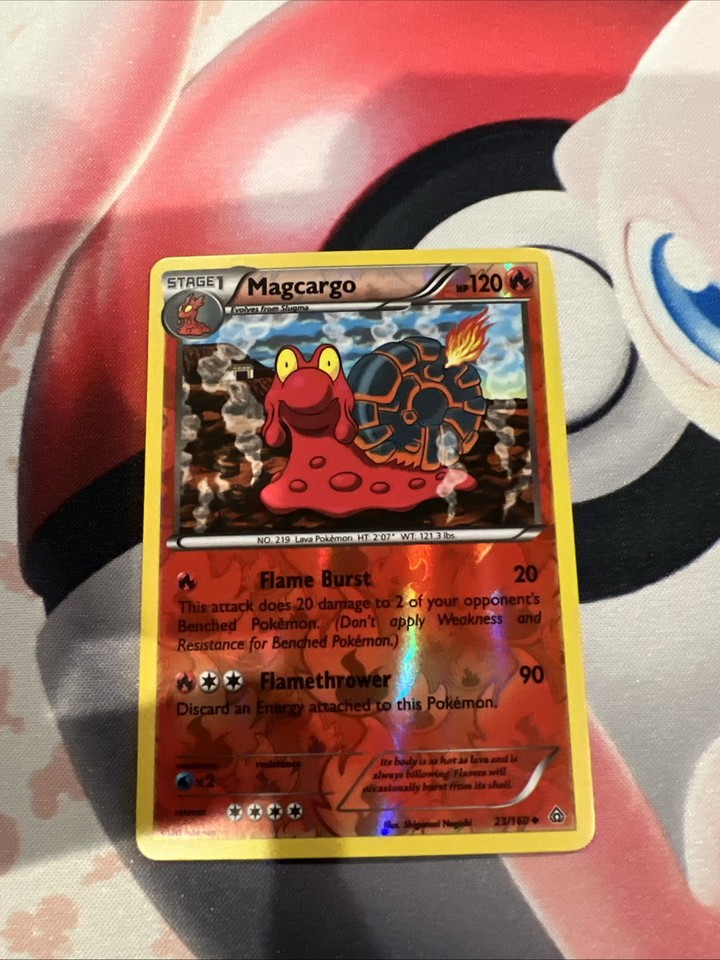 STAGE1 Magcargo HP120
Evolves from Slugma
NO. 219 Lava Pokémon HT: 2'07" WT: 121.3 lbs.
Flame Burst 20
This attack does 20 damage to 2 of your opponent's
Benched Pokémon. (Don't apply Weakness and
Resistance for Benched Pokémon.)
Flamethrower 90
Discard an Energy attached to this Pokémon.
weakness resistance
×2
Its body is as hot as lava and is
always billowing. Flames will
occasionally burst from its shell.
retreat
Illus. Shigenori Negishi 23/160